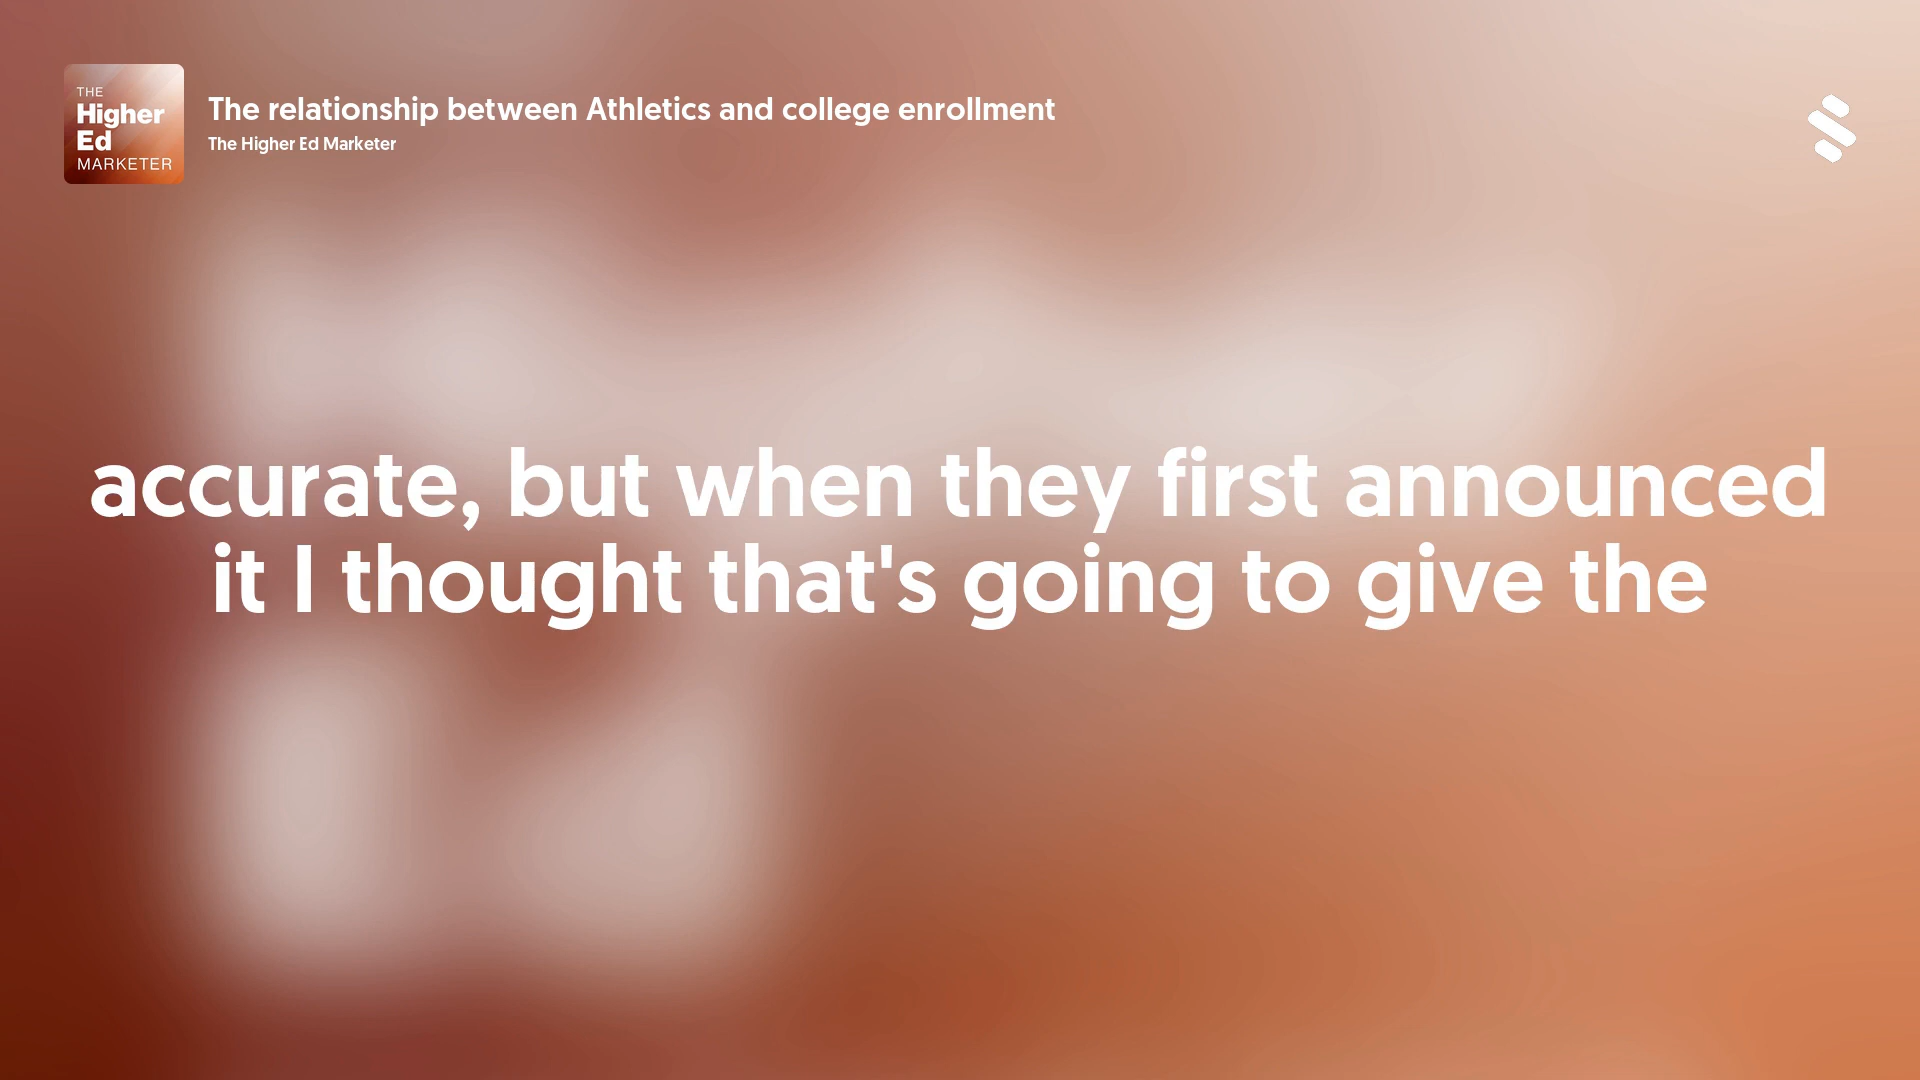 THE
Higher
Ed
MARKETER
The relationship between Athletics and college enrollment
The Higher Ed Marketer
accurate, but when they first announced
it I thought that's going to give the